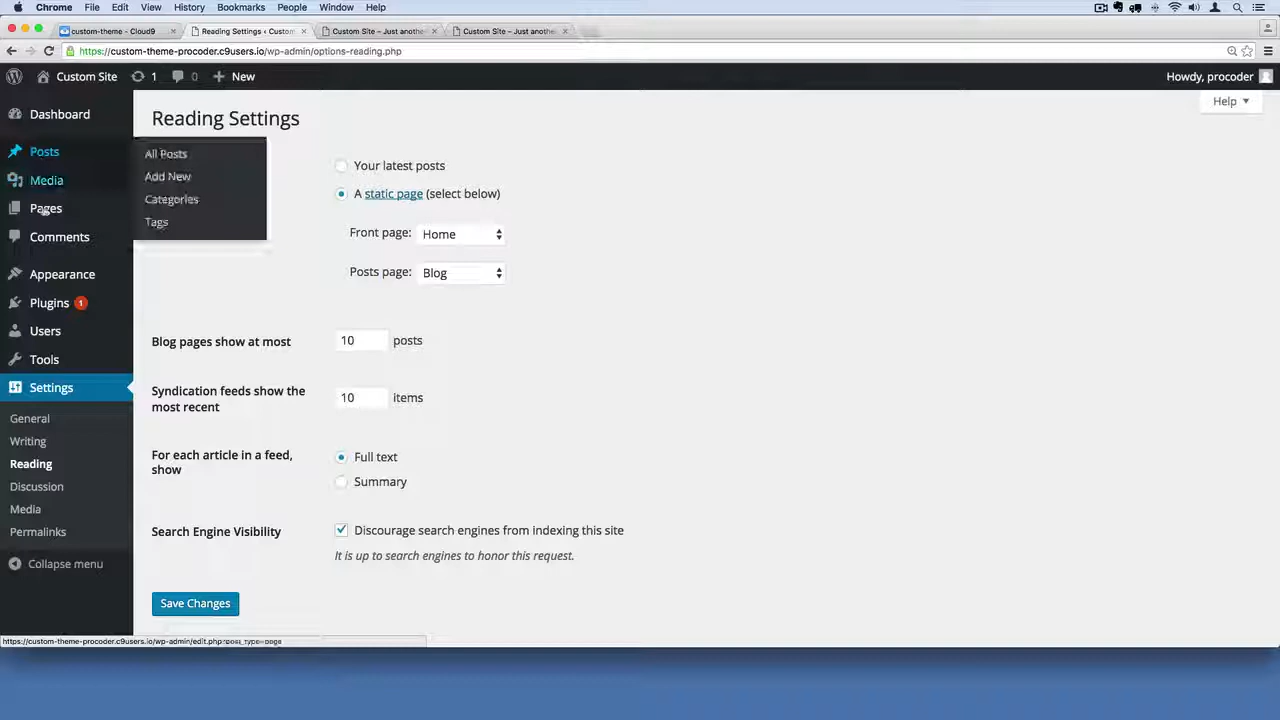 Chrome File Edit View History Bookmarks People Window Help
custom-theme - Cloud9 × Reading Settings ‹ Custom × Custom Site – Just anothe × Custom Site – Just anothe ×
https://custom-theme-procoder.c9users.io/wp-admin/options-reading.php
Custom Site 1 0 + New Howdy, procoder
Help ▼
Dashboard
Posts
Media
Pages
Comments
Appearance
Plugins 1
Users
Tools
Settings
General
Writing
Reading
Discussion
Media
Permalinks
Collapse menu
All Posts
Add New
Categories
Tags
Reading Settings
Your latest posts
A static page (select below)
Front page: Home
Posts page: Blog
Blog pages show at most 10 posts
Syndication feeds show the most recent 10 items
For each article in a feed, show
Full text
Summary
Search Engine Visibility Discourage search engines from indexing this site
It is up to search engines to honor this request.
Save Changes
https://custom-theme-procoder.c9users.io/wp-admin/edit.php?post_type=page